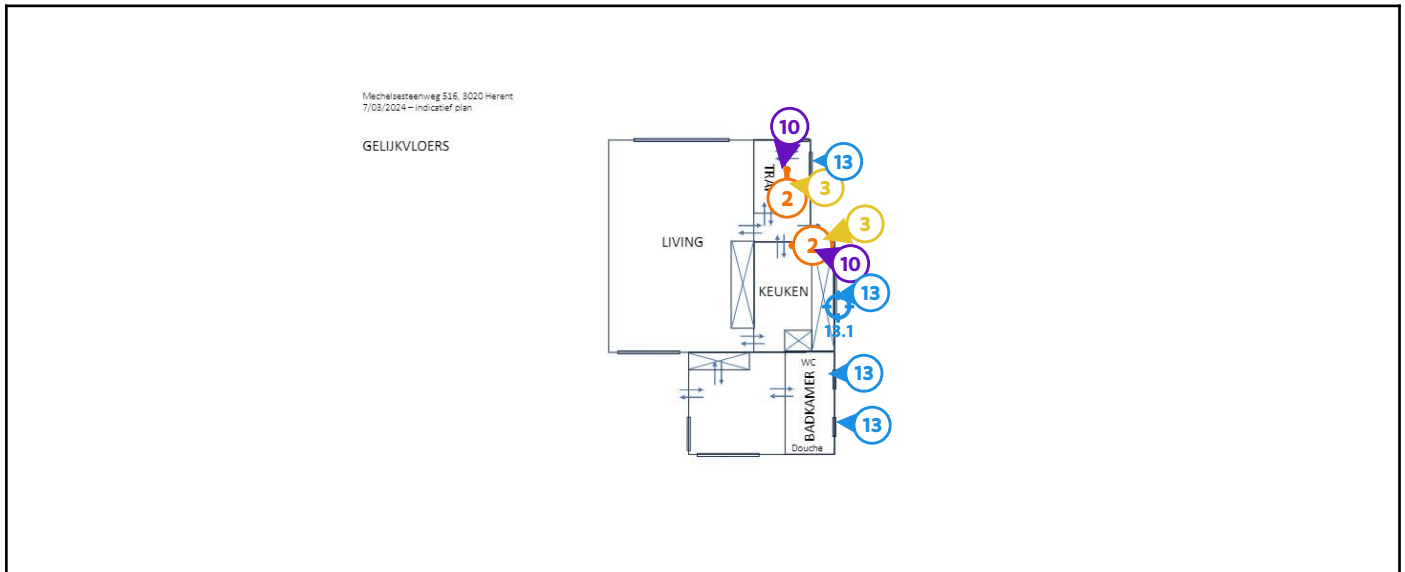 Mechelsesteenweg 516, 3020 Herent
7/03/2024 – indicatief plan
GELIJKVLOERS
10
13
TRA
3
2
3
LIVING
2
10
KEUKEN
13
13.1
WC
13
BADKAMER
13
Douche